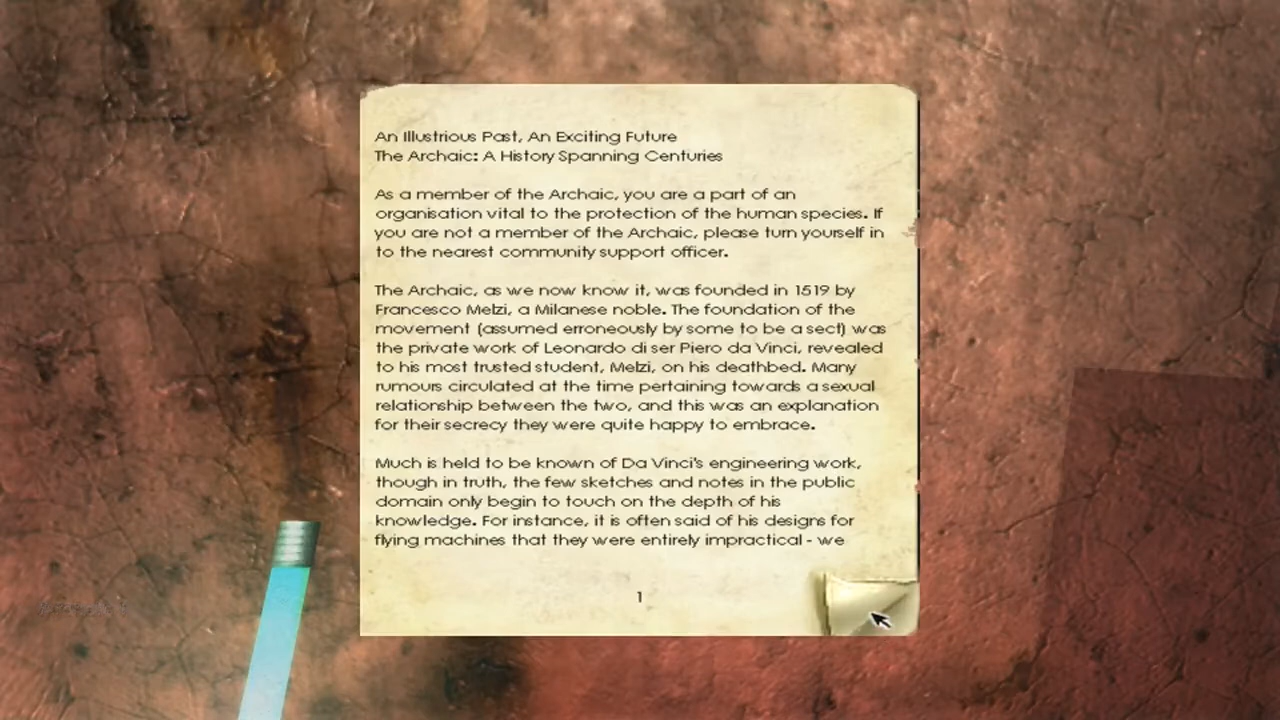 An Illustrious Past, An Exciting Future
The Archaic: A History Spanning Centuries
As a member of the Archaic, you are a part of an
organisation vital to the protection of the human species. If
you are not a member of the Archaic, please turn yourself in
to the nearest community support officer.
The Archaic, as we now know it, was founded in 1519 by
Francesco Melzi, a Milanese noble. The foundation of the
movement (assumed erroneously by some to be a sect) was
the private work of Leonardo di ser Piero da Vinci, revealed
to his most trusted student, Melzi, on his deathbed. Many
rumours circulated at the time pertaining towards a sexual
relationship between the two, and this was an explanation
for their secrecy they were quite happy to embrace.
Much is held to be known of Da Vinci's engineering work,
though in truth, the few sketches and notes in the public
domain only begin to touch on the depth of his
knowledge. For instance, it is often said of his designs for
flying machines that they were entirely impractical - we
1